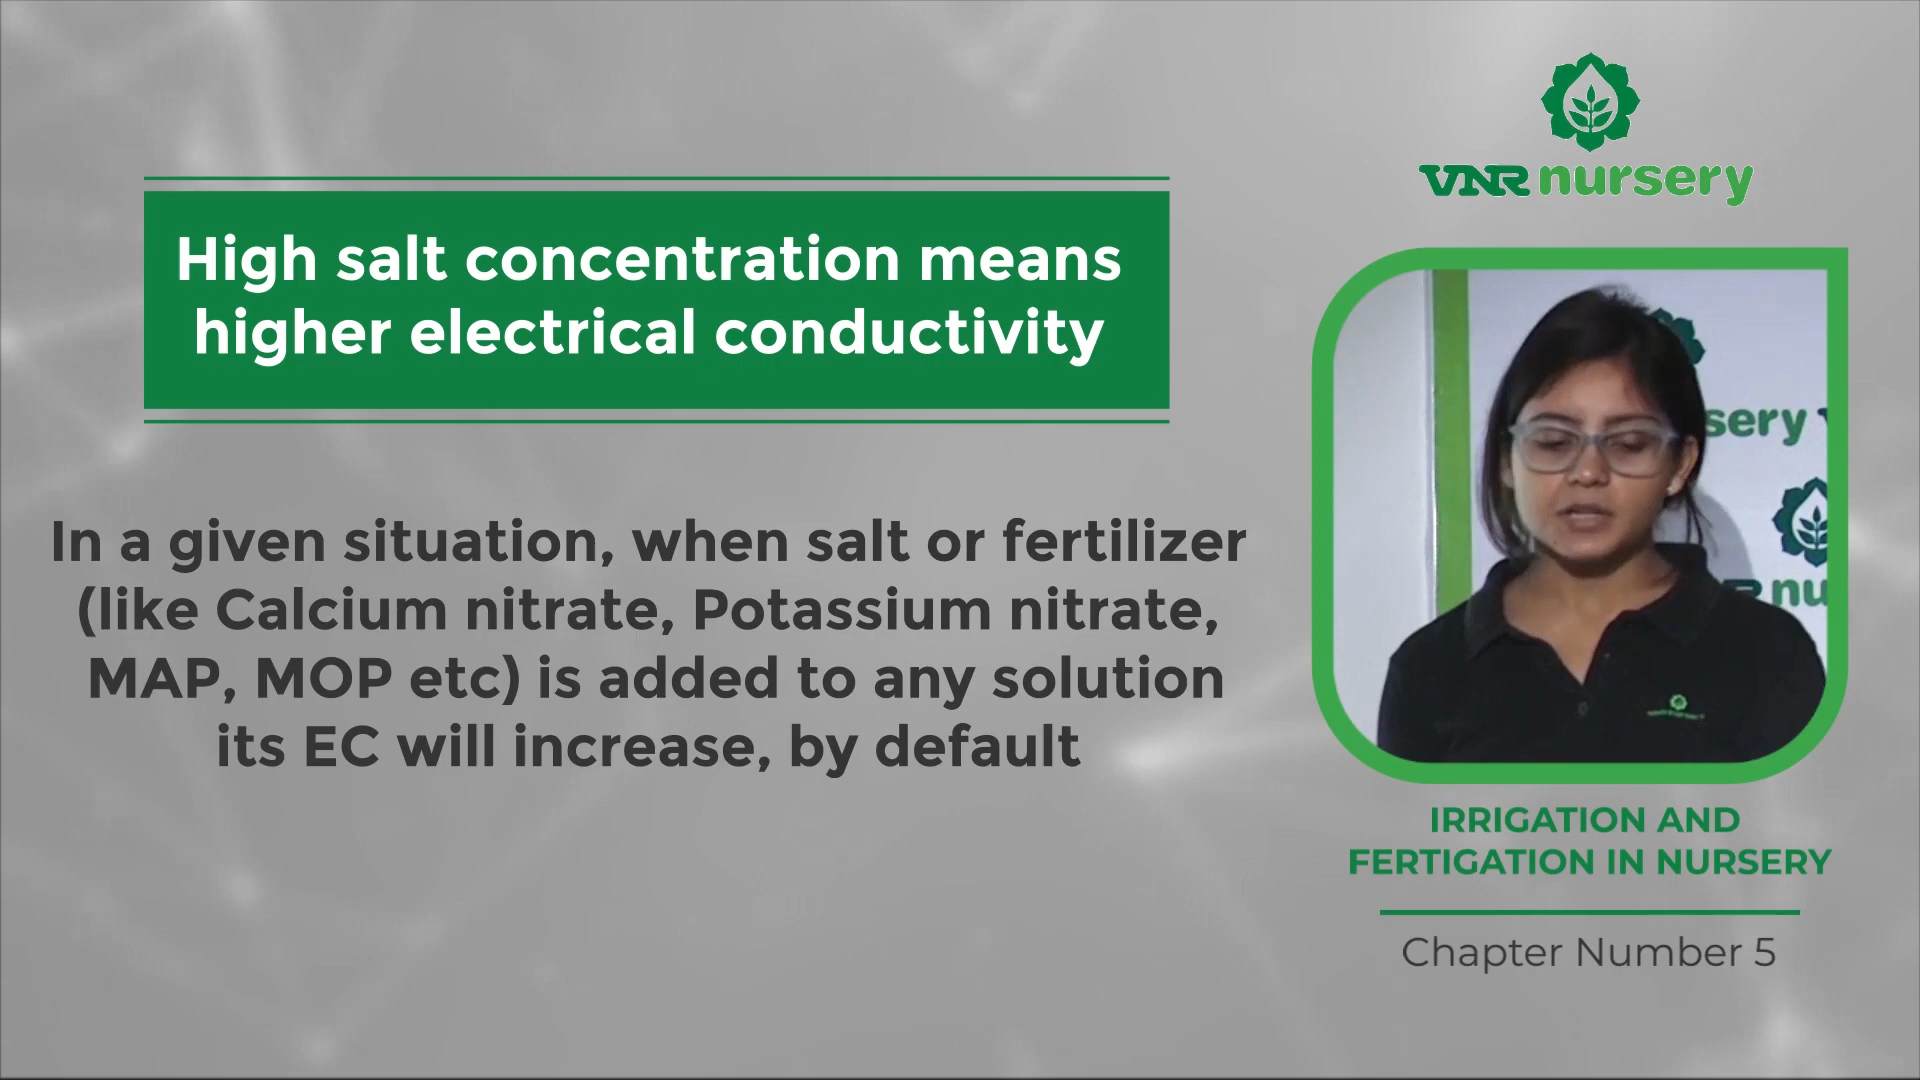 VNR nursery
High salt concentration means
higher electrical conductivity
In a given situation, when salt or fertilizer
(like Calcium nitrate, Potassium nitrate,
MAP, MOP etc) is added to any solution
its EC will increase, by default
sery
nu
IRRIGATION AND
FERTIGATION IN NURSERY
Chapter Number 5